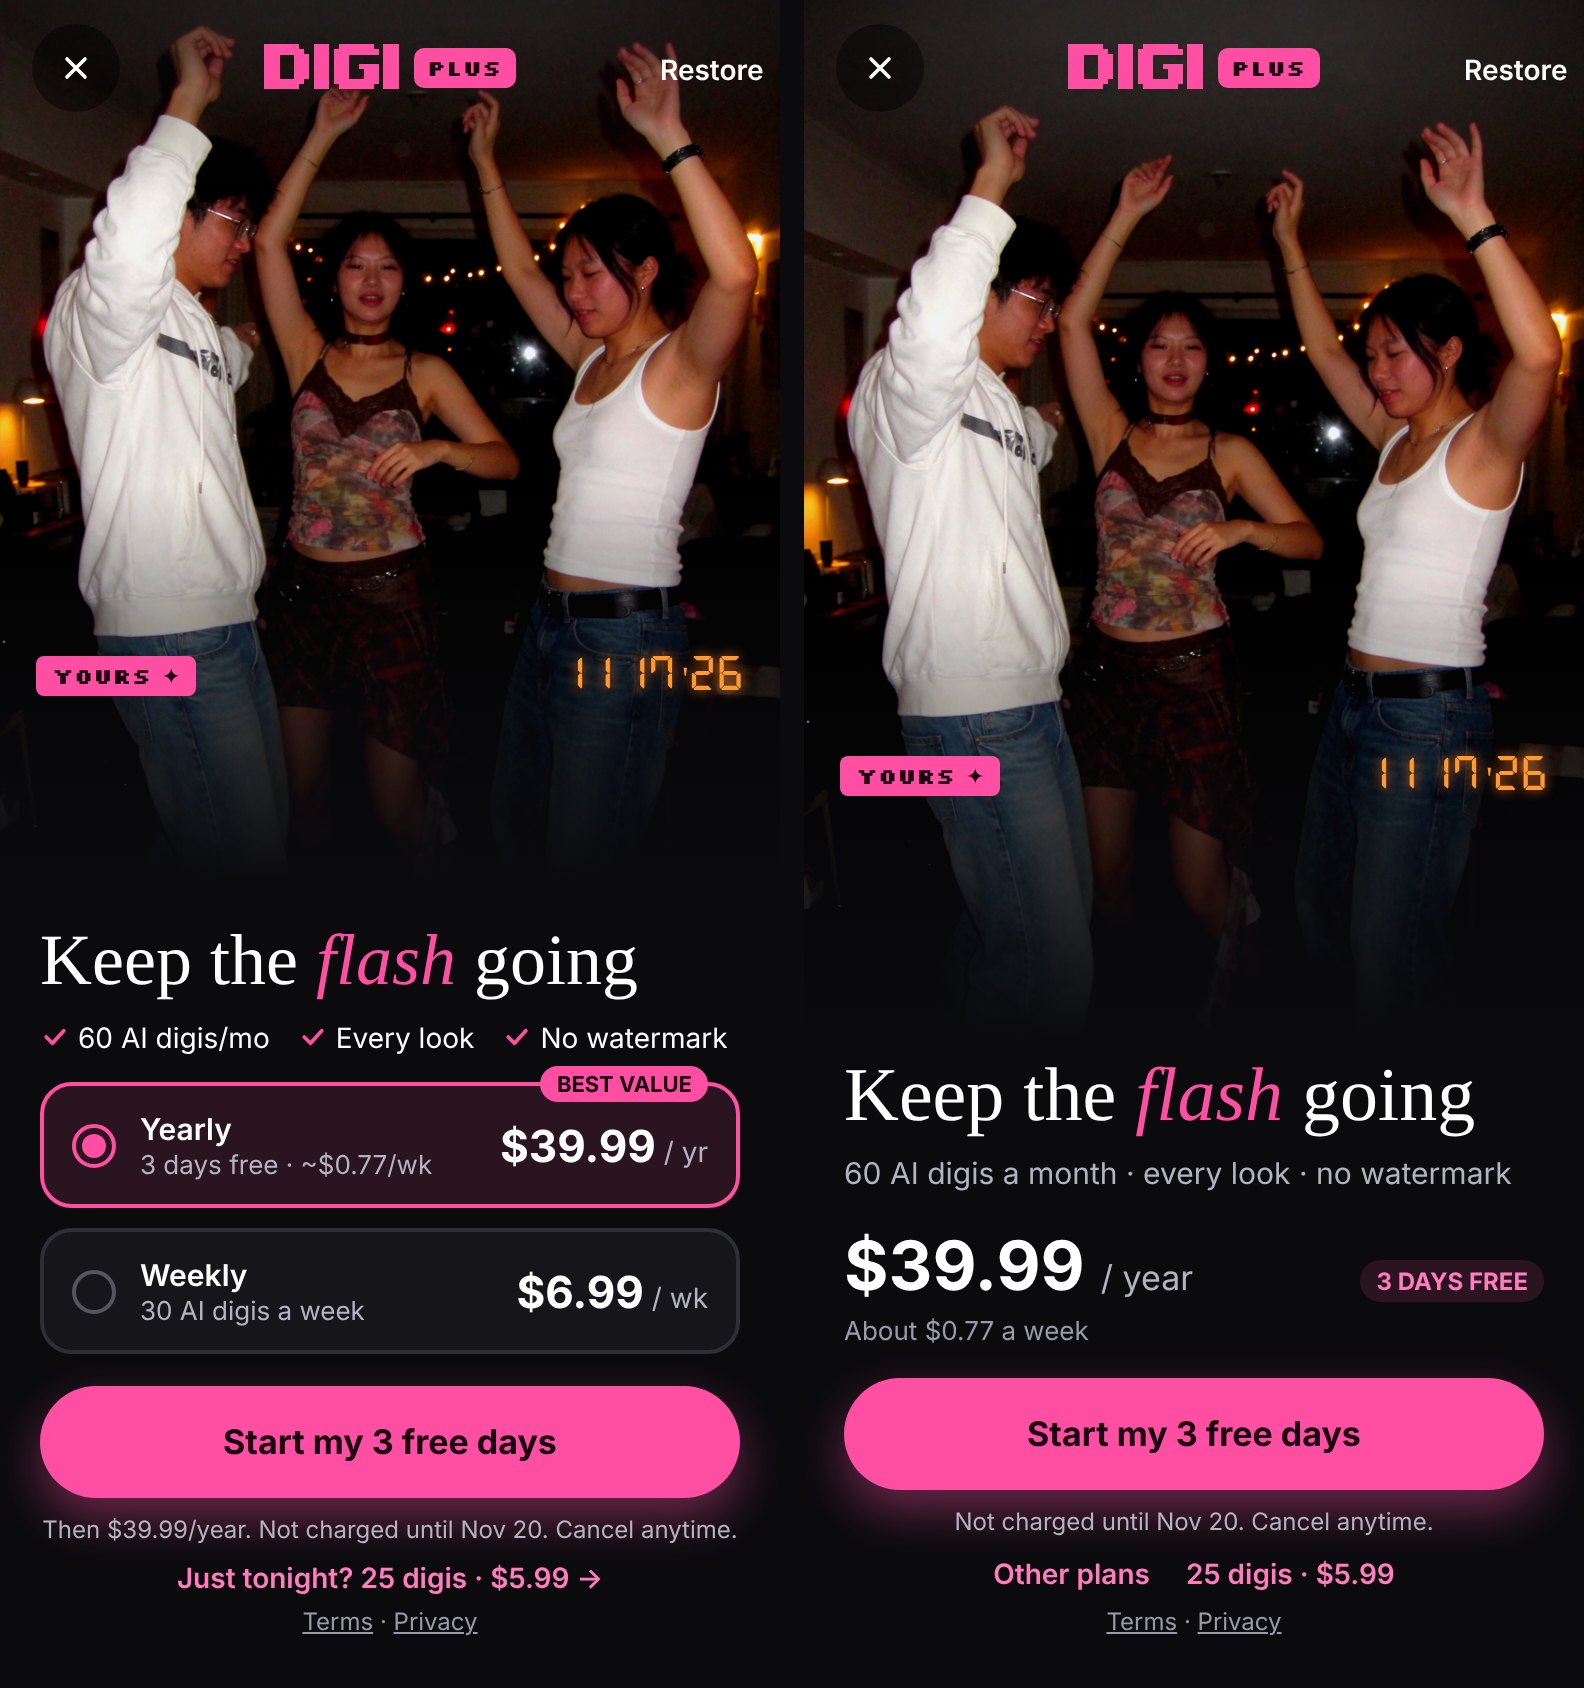 DIGI PLUS
Restore
YOURS ✦
11 17 '26
Keep the flash going
✓ 60 AI digis/mo ✓ Every look ✓ No watermark
BEST VALUE
Yearly
3 days free · ~$0.77/wk
$39.99 / yr
Weekly
30 AI digis a week
$6.99 / wk
Start my 3 free days
Then $39.99/year. Not charged until Nov 20. Cancel anytime.
Just tonight? 25 digis · $5.99 →
Terms · Privacy
DIGI PLUS
Restore
YOURS ✦
11 17 '26
Keep the flash going
60 AI digis a month · every look · no watermark
$39.99 / year
3 DAYS FREE
About $0.77 a week
Start my 3 free days
Not charged until Nov 20. Cancel anytime.
Other plans 25 digis · $5.99
Terms · Privacy